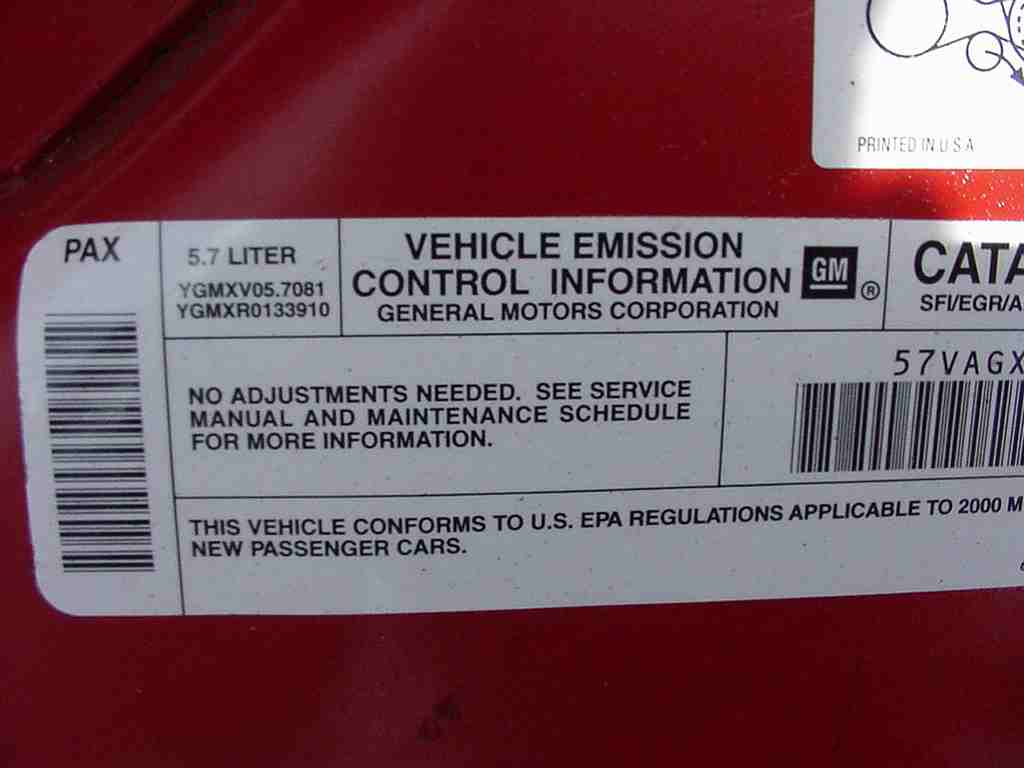 PRINTED IN U S A
PAX
5.7 LITER
YGMXV05.7081
YGMXR0133910
VEHICLE EMISSION
CONTROL INFORMATION
GENERAL MOTORS CORPORATION
GM
®
CATA
SFI/EGR/A
NO ADJUSTMENTS NEEDED. SEE SERVICE
MANUAL AND MAINTENANCE SCHEDULE
FOR MORE INFORMATION.
57VAGX
THIS VEHICLE CONFORMS TO U.S. EPA REGULATIONS APPLICABLE TO 2000 M
NEW PASSENGER CARS.